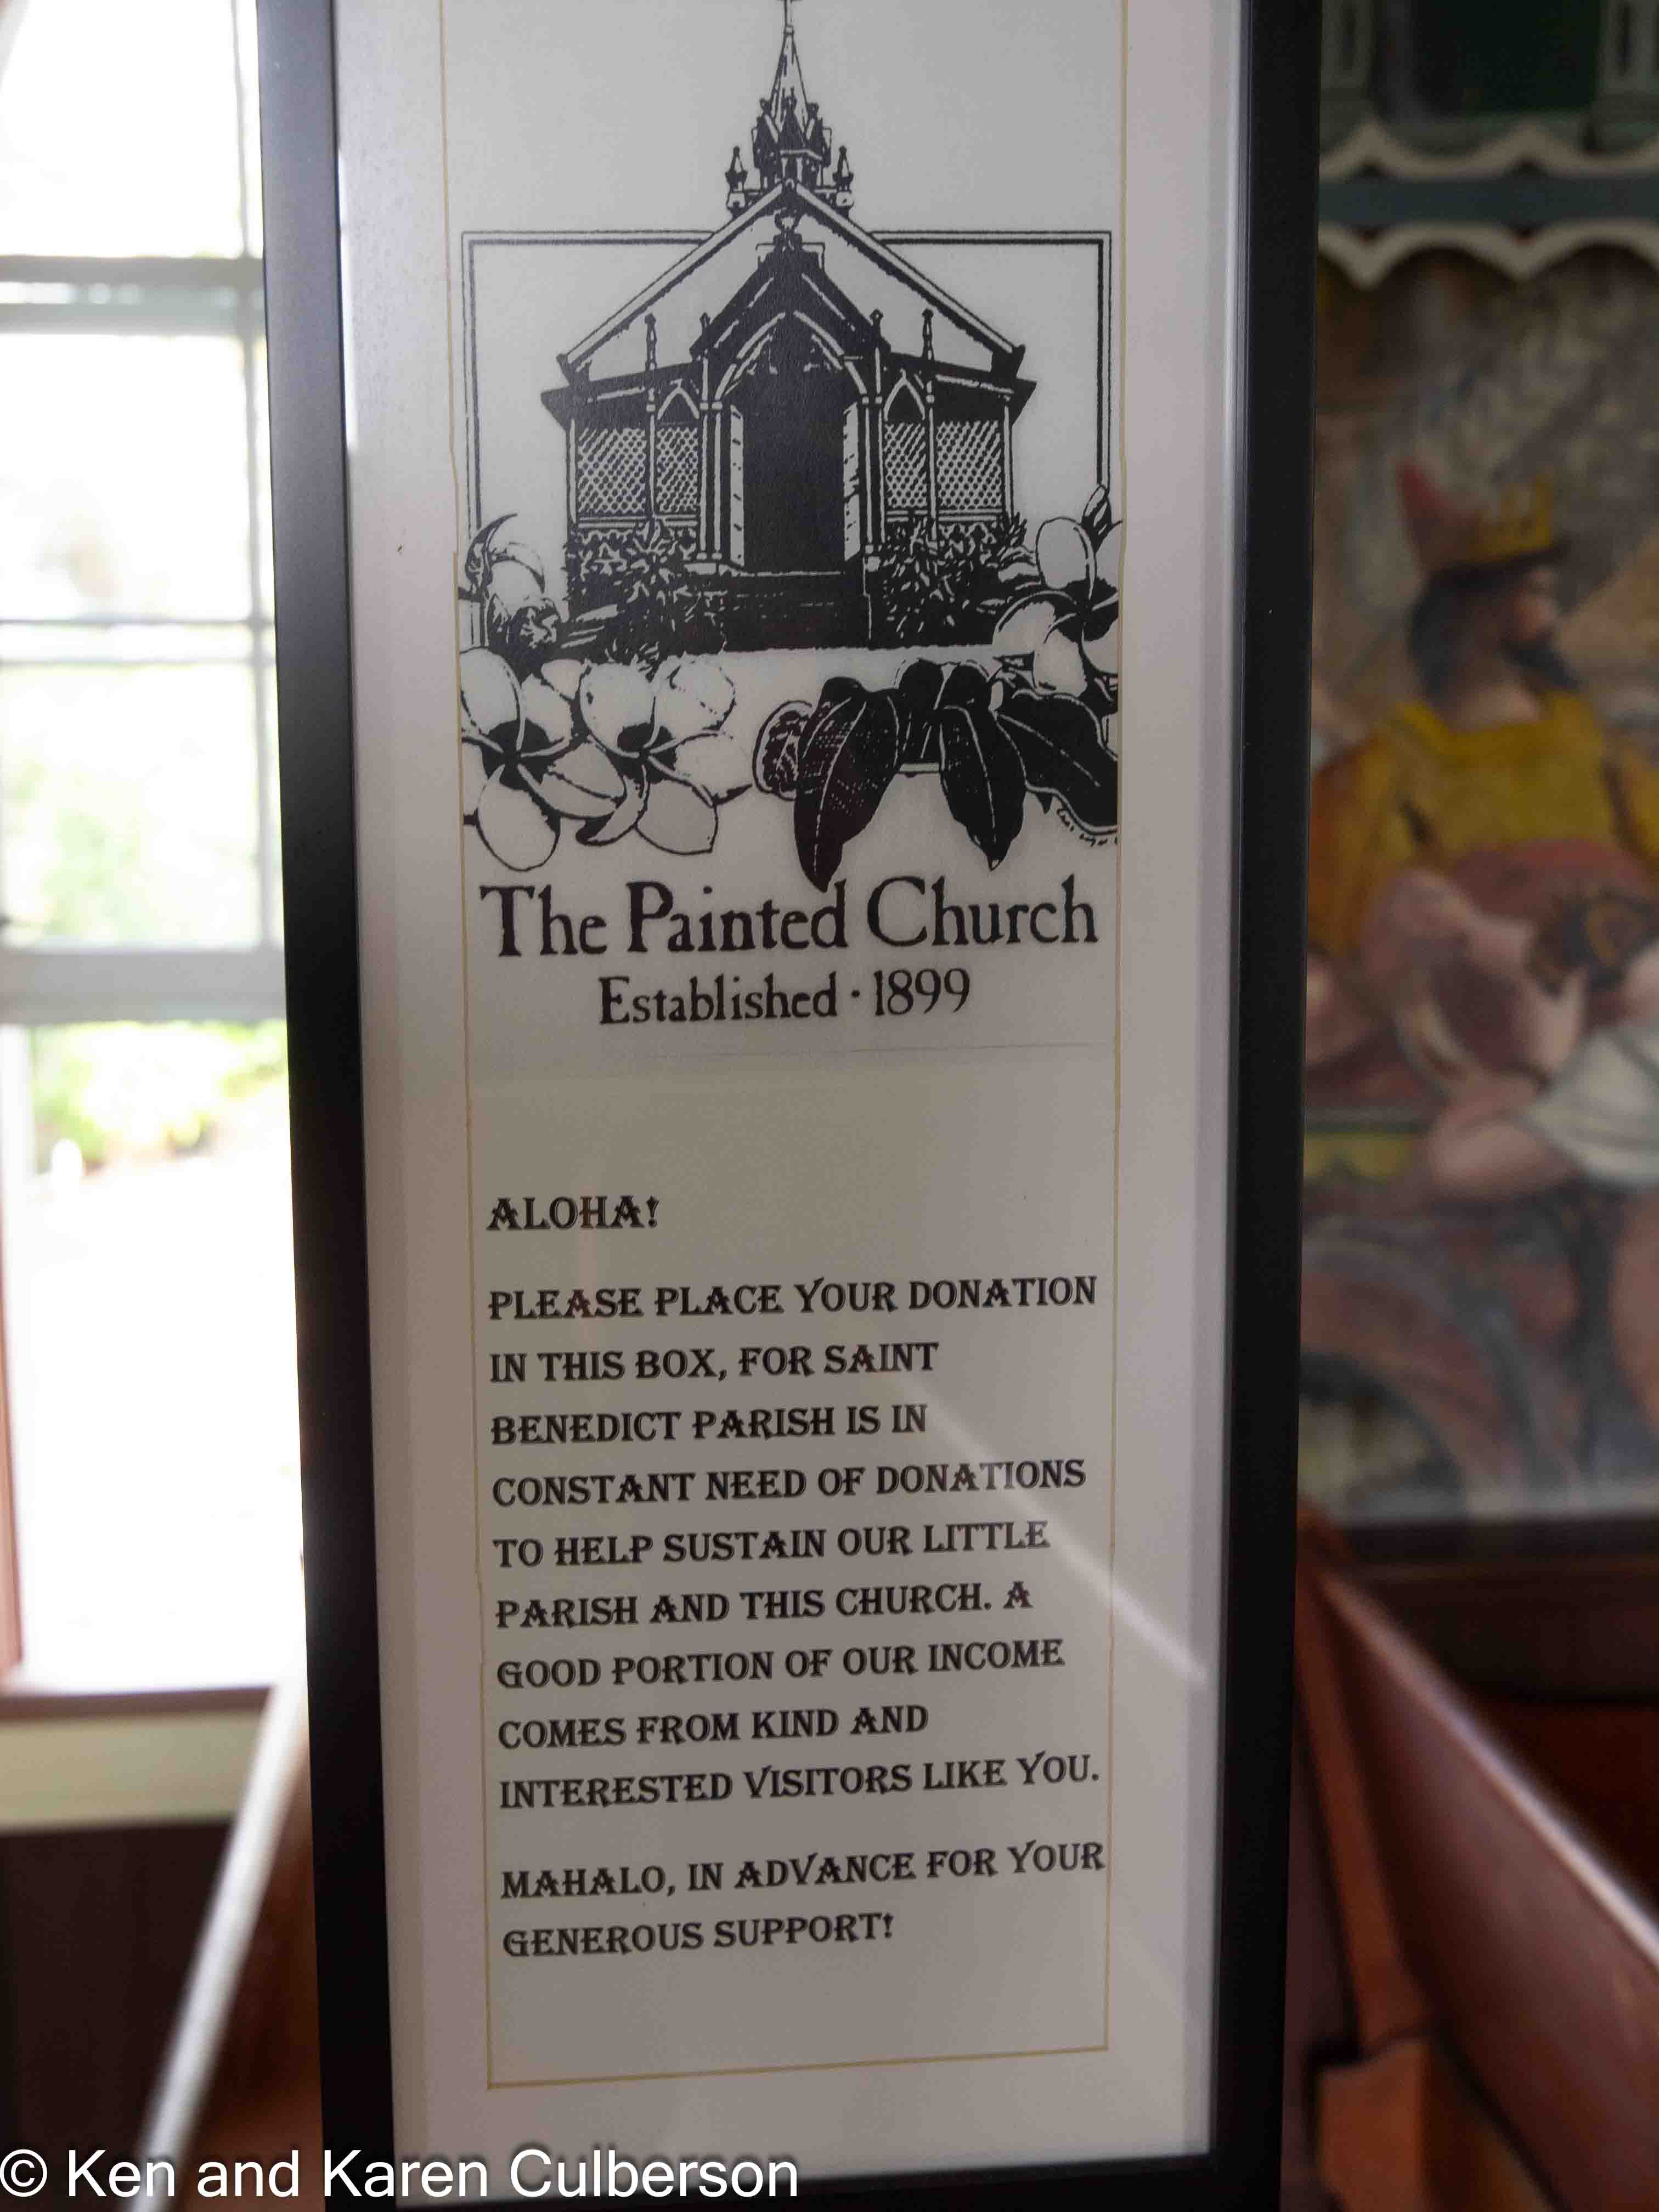 The Painted Church
Established · 1899
ALOHA!
PLEASE PLACE YOUR DONATION
IN THIS BOX, FOR SAINT
BENEDICT PARISH IS IN
CONSTANT NEED OF DONATIONS
TO HELP SUSTAIN OUR LITTLE
PARISH AND THIS CHURCH. A
GOOD PORTION OF OUR INCOME
COMES FROM KIND AND
INTERESTED VISITORS LIKE YOU.
MAHALO, IN ADVANCE FOR YOUR
GENEROUS SUPPORT!
© Ken and Karen Culberson